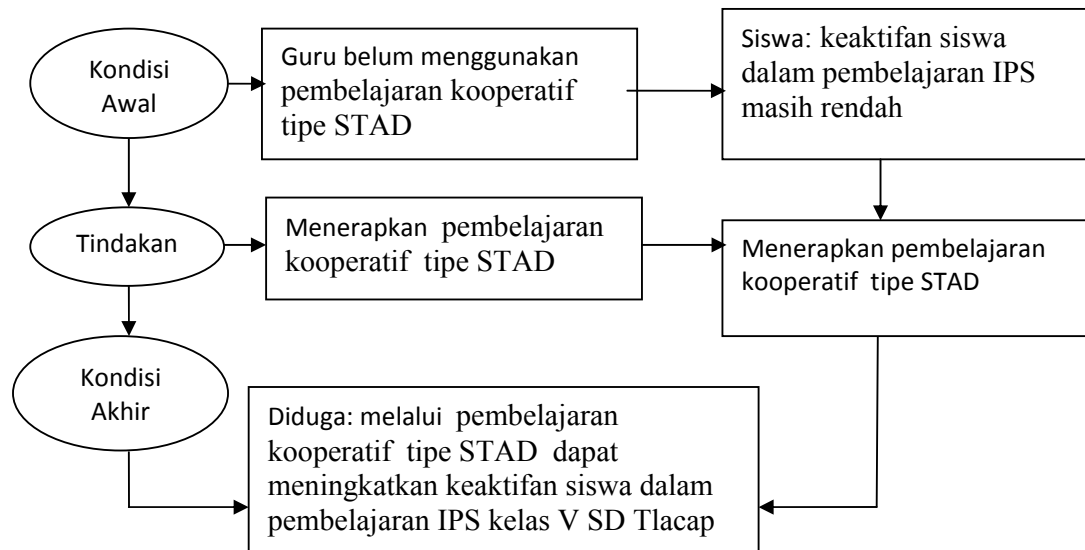 Kondisi
Awal
Guru belum menggunakan
pembelajaran kooperatif
tipe STAD
Siswa: keaktifan siswa
dalam pembelajaran IPS
masih rendah
Tindakan
Menerapkan pembelajaran
kooperatif tipe STAD
Menerapkan pembelajaran
kooperatif tipe STAD
Kondisi
Akhir
Diduga: melalui pembelajaran
kooperatif tipe STAD dapat
meningkatkan keaktifan siswa dalam
pembelajaran IPS kelas V SD Tlacap